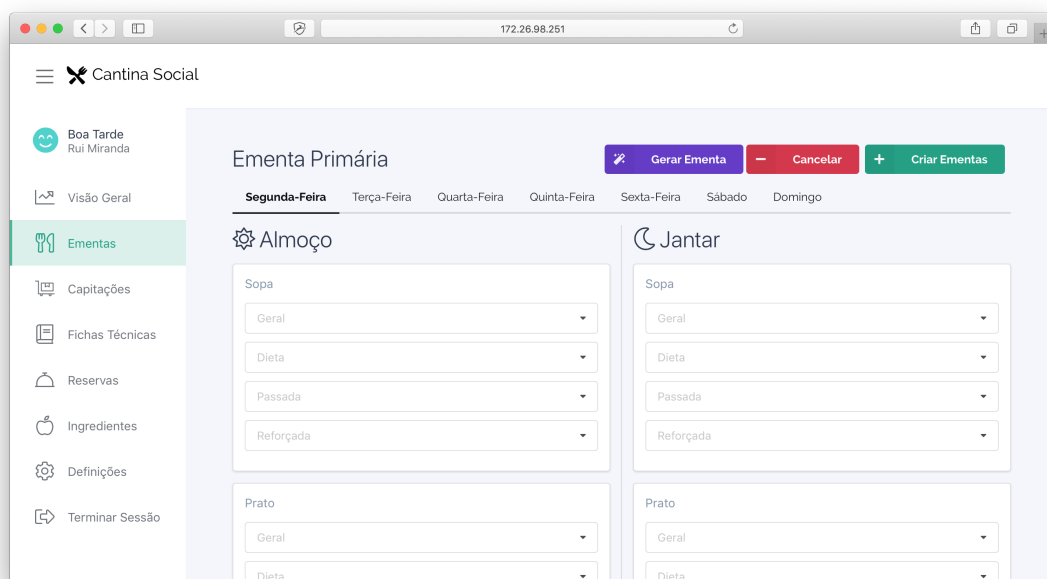 172.26.98.251
Cantina Social
Boa Tarde
Rui Miranda
Visão Geral
Ementas
Capitações
Fichas Técnicas
Reservas
Ingredientes
Definições
Terminar Sessão
Ementa Primária
Gerar Ementa
Cancelar
Criar Ementas
Segunda-Feira Terça-Feira Quarta-Feira Quinta-Feira Sexta-Feira Sábado Domingo
Almoço
Sopa
Geral
Dieta
Passada
Reforçada
Prato
Geral
Dieta
Jantar
Sopa
Geral
Dieta
Passada
Reforçada
Prato
Geral
Dieta